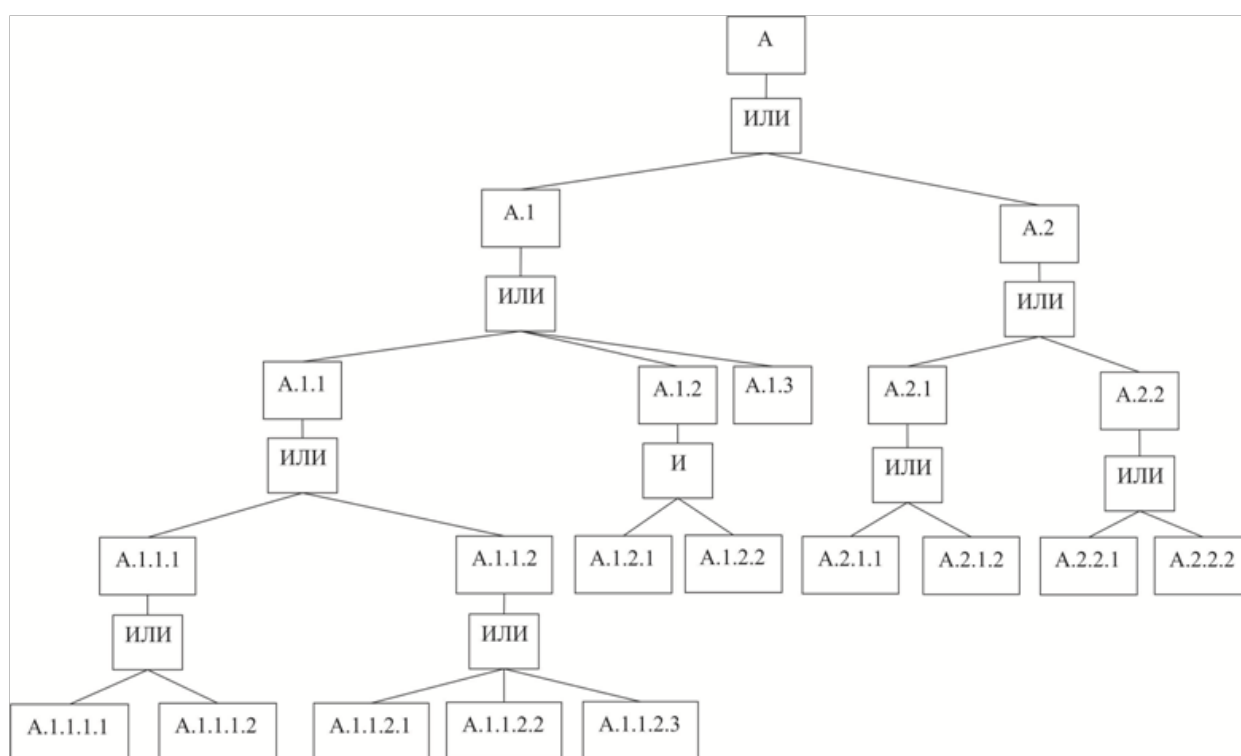 А
ИЛИ
А.1
А.2
ИЛИ
ИЛИ
А.1.1
А.1.2
А.1.3
А.2.1
А.2.2
ИЛИ
И
ИЛИ
ИЛИ
А.1.1.1
А.1.1.2
А.1.2.1
А.1.2.2
А.2.1.1
А.2.1.2
А.2.2.1
А.2.2.2
ИЛИ
ИЛИ
А.1.1.1.1
А.1.1.1.2
А.1.1.2.1
А.1.1.2.2
А.1.1.2.3